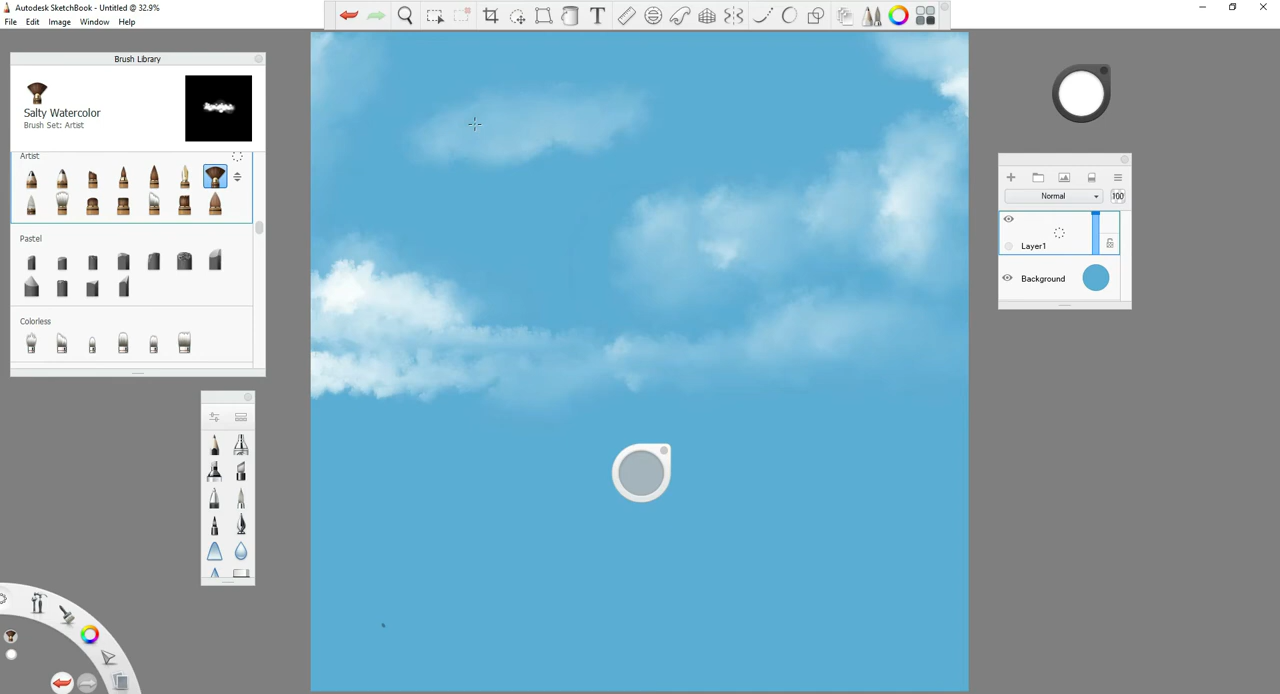 Autodesk SketchBook - Untitled @ 32.9%
File Edit Image Window Help
T
Brush Library
Salty Watercolor
Brush Set: Artist
Artist
Pastel
Colorless
Normal
100
Layer1
Background